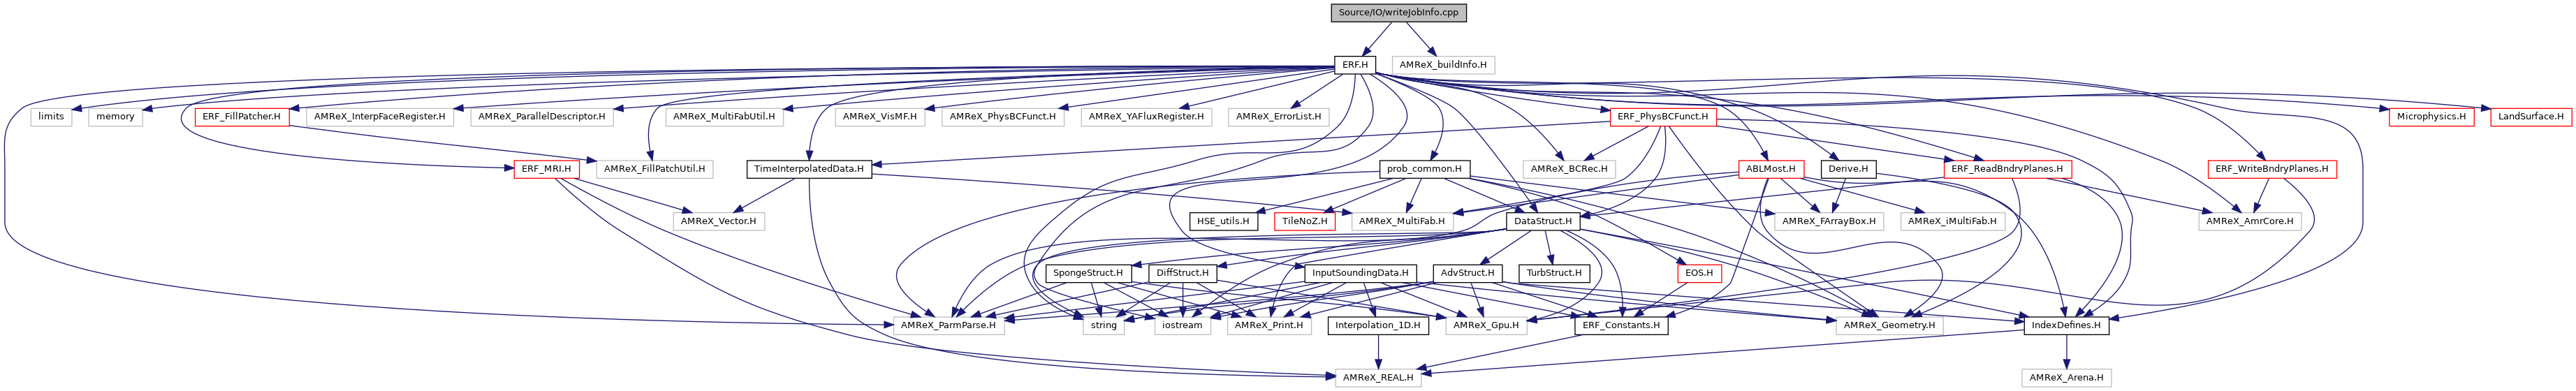 Source/IO/writeJobInfo.cpp
ERF.H
AMReX_buildInfo.H
limits
memory
ERF_FillPatcher.H
AMReX_InterpFaceRegister.H
AMReX_ParallelDescriptor.H
AMReX_MultiFabUtil.H
AMReX_VisMF.H
AMReX_PhysBCFunct.H
AMReX_YAFluxRegister.H
AMReX_ErrorList.H
ERF_PhysBCFunct.H
Microphysics.H
LandSurface.H
ERF_MRI.H
AMReX_FillPatchUtil.H
TimeInterpolatedData.H
prob_common.H
AMReX_BCRec.H
ABLMost.H
Derive.H
ERF_ReadBndryPlanes.H
ERF_WriteBndryPlanes.H
AMReX_Vector.H
HSE_utils.H
TileNoZ.H
AMReX_MultiFab.H
DataStruct.H
AMReX_FArrayBox.H
AMReX_iMultiFab.H
AMReX_AmrCore.H
SpongeStruct.H
DiffStruct.H
InputSoundingData.H
AdvStruct.H
TurbStruct.H
EOS.H
AMReX_ParmParse.H
string
iostream
AMReX_Print.H
Interpolation_1D.H
AMReX_Gpu.H
ERF_Constants.H
AMReX_Geometry.H
IndexDefines.H
AMReX_REAL.H
AMReX_Arena.H